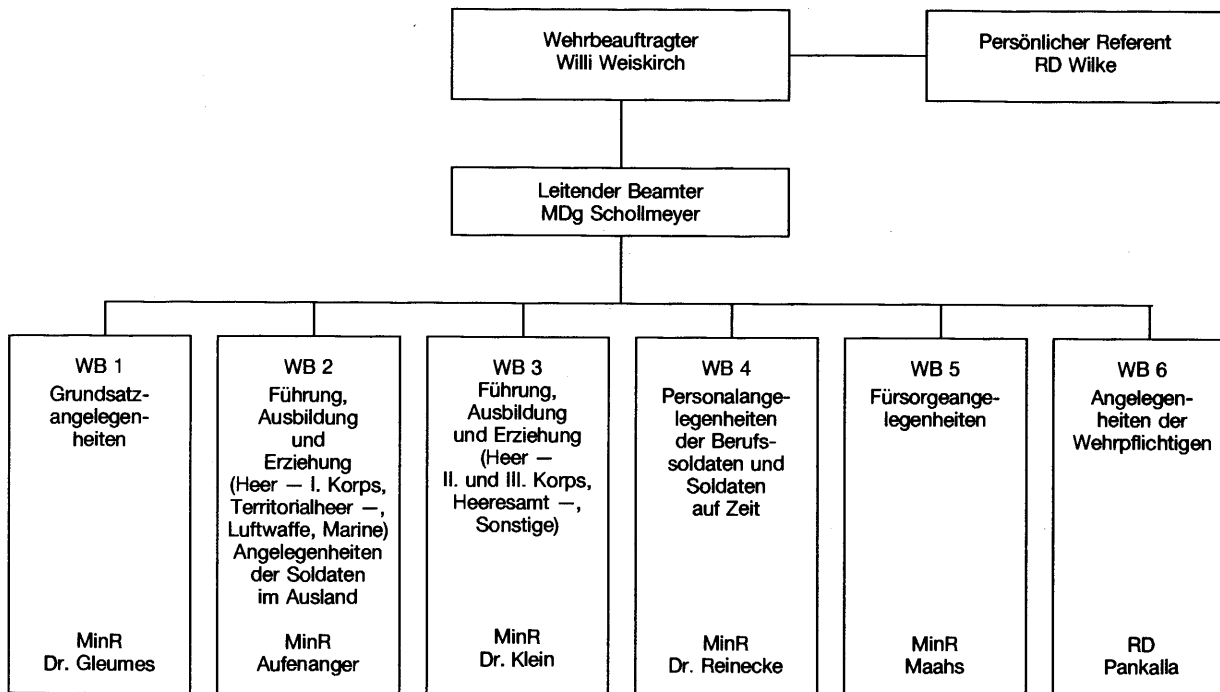 Wehrbeauftragter
Willi Weiskirch
Persönlicher Referent
RD Wilke
Leitender Beamter
MDg Schollmeyer
WB 1
Grundsatz-
angelegen-
heiten
MinR
Dr. Gleumes
WB 2
Führung,
Ausbildung
und
Erziehung
(Heer — I. Korps,
Territorialheer —,
Luftwaffe, Marine)
Angelegenheiten
der Soldaten
im Ausland
MinR
Aufenanger
WB 3
Führung,
Ausbildung
und Erziehung
(Heer —
II. und III. Korps,
Heeresamt —,
Sonstige)
MinR
Dr. Klein
WB 4
Personalange-
legenheiten
der Berufs-
soldaten und
Soldaten
auf Zeit
MinR
Dr. Reinecke
WB 5
Fürsorgeange-
legenheiten
MinR
Maahs
WB 6
Angelegen-
heiten der
Wehrpflichtigen
RD
Pankalla